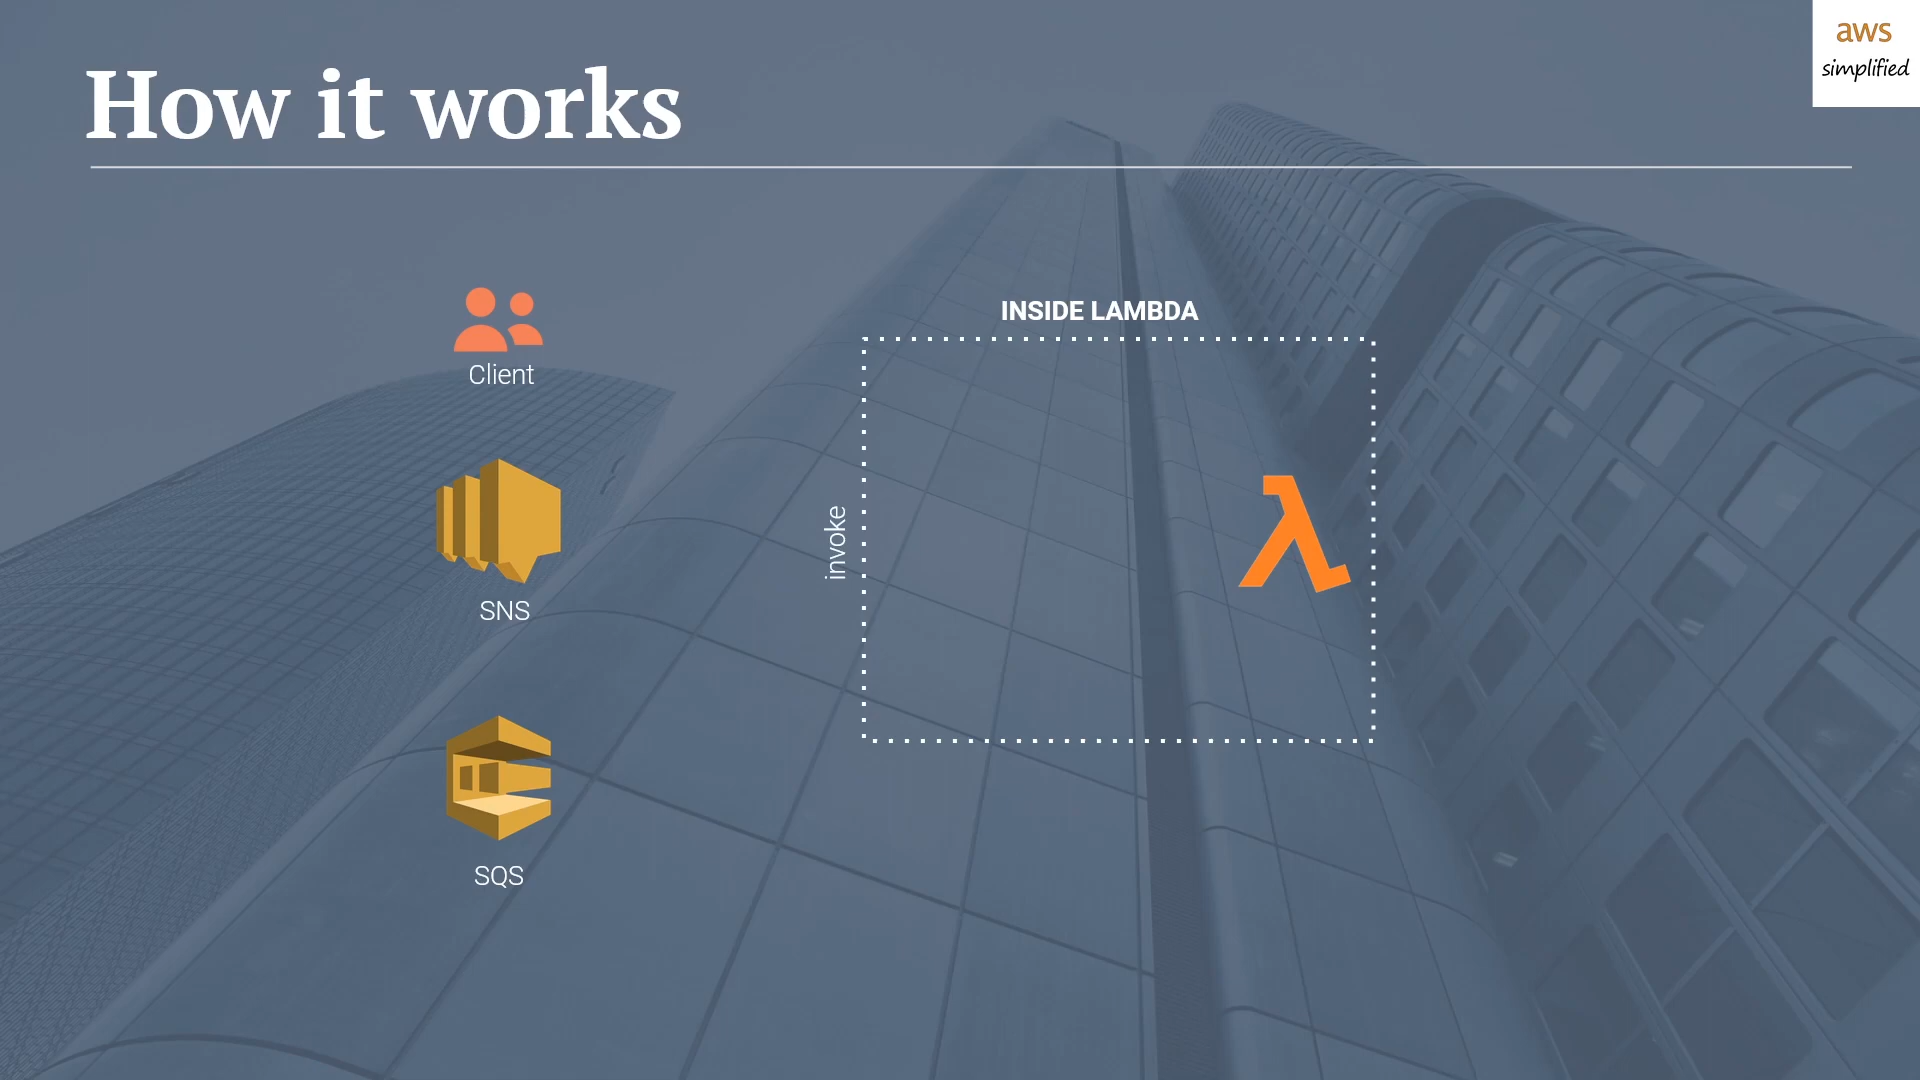 How it works
aws
simplified
Client
INSIDE LAMBDA
invoke
SNS
SQS